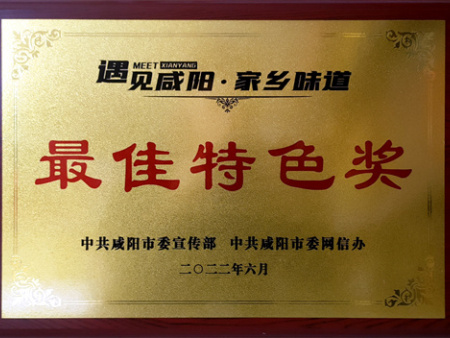 MEET XIANYANG
遇见咸阳·家乡味道
最佳特色奖
中共咸阳市委宣传部 中共咸阳市委网信办
二〇二二年六月